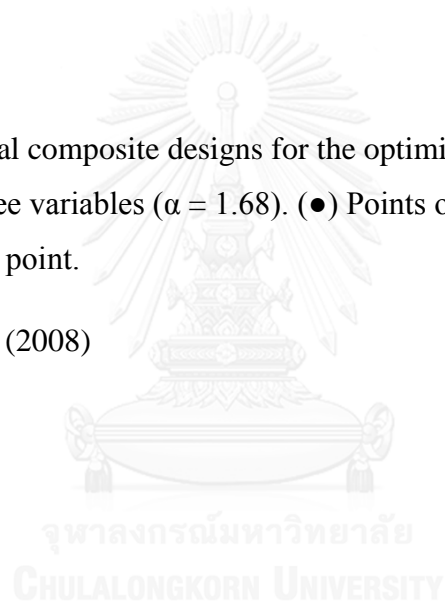 al composite designs for the optimi
ee variables (α = 1.68). (●) Points o
point.
(2008)
จุฬาลงกรณ์มหาวิทยาลัย
CHULALONGKORN UNIVERSITY